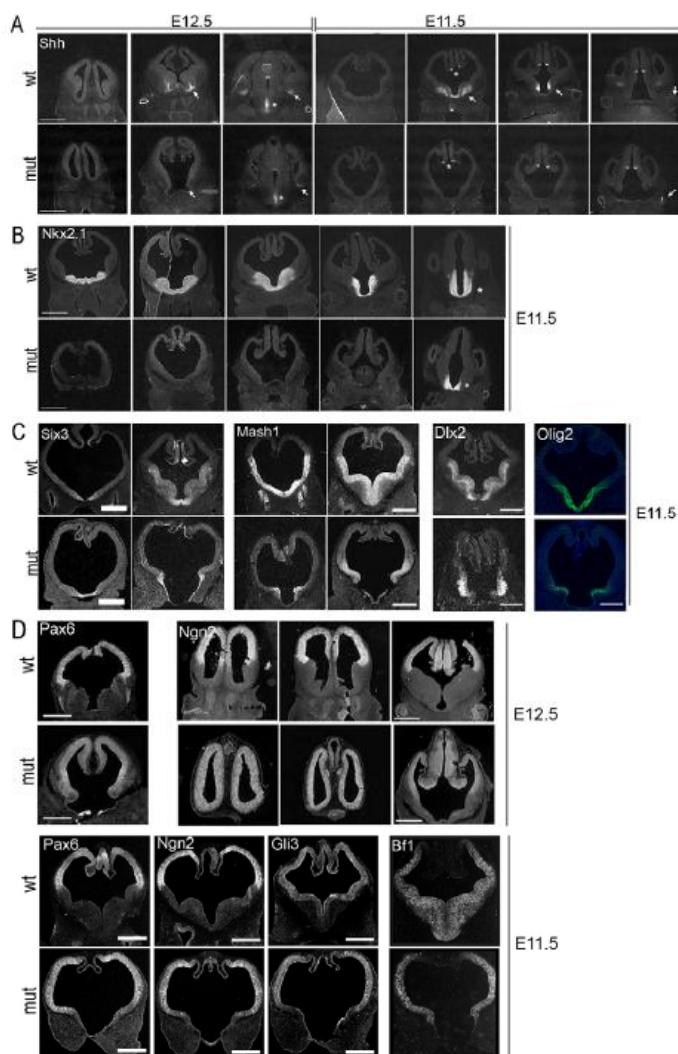 E12.5 E11.5
A
Shh
wt
mut
B
Nkx2.1
wt
mut
E11.5
C
Six3 Mash1 Dlx2 Olig2
wt
mut
E11.5
D
Pax6 Ngn2
wt
mut
E12.5
Pax6 Ngn2 Gli3 Bf1
wt
mut
E11.5